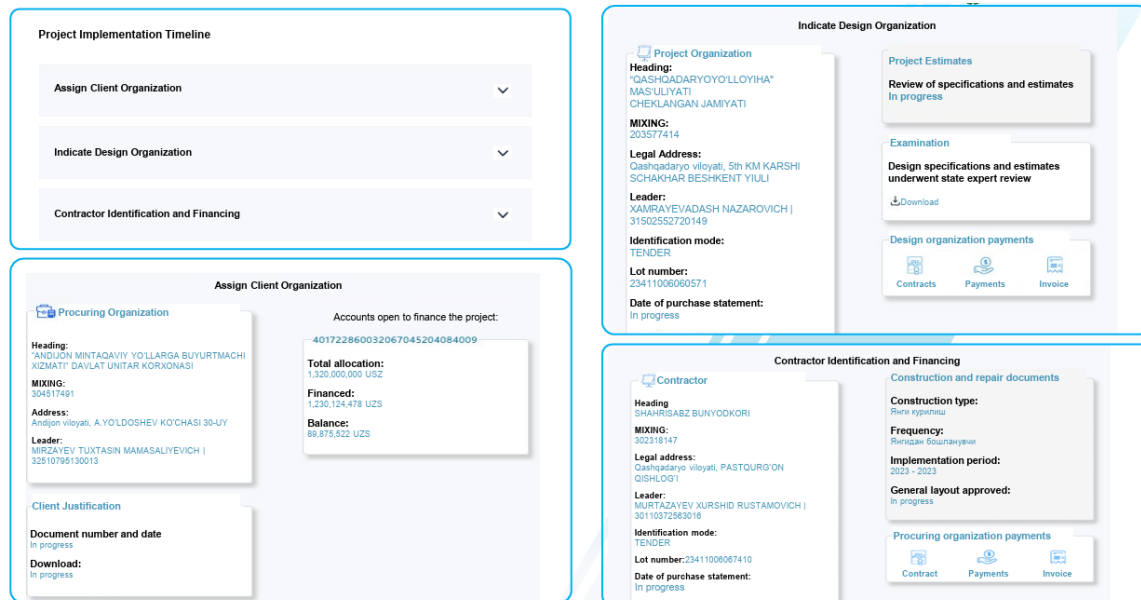 Project Implementation Timeline
Assign Client Organization
Indicate Design Organization
Contractor Identification and Financing
Assign Client Organization
Procuring Organization
Heading:
"ANDIJON MINTAQAVIY YO'LLARGA BUYURTMACHI
XIZMATI" DAVLAT UNITAR KORXONASI
MIXING:
304517491
Address:
Andijon viloyati, A.YO'LDOSHEV KO'CHASI 30-UY
Leader:
MIRZAYEV TUXTASIN MAMASALIYEVICH |
32510795130013
Client Justification
Document number and date
In progress
Download:
In progress
Accounts open to finance the project:
401722860032067045204084009
Total allocation:
1,320,000,000 USZ
Financed:
1,230,124,478 UZS
Balance:
89,875,522 UZS
Indicate Design Organization
Project Organization
Heading:
"QASHQADARYOYO'LLOYIHA"
MAS'ULIYATI
CHEKLANGAN JAMIYATI
MIXING:
203577414
Legal Address:
Qashqadaryo viloyati, 5th KM KARSHI
SCHAKHAR BESHKENT YIULI
Leader:
XAMRAYEVADASH NAZAROVICH |
31502552720149
Identification mode:
TENDER
Lot number:
23411006060571
Date of purchase statement:
In progress
Project Estimates
Review of specifications and estimates
In progress
Examination
Design specifications and estimates
underwent state expert review
Download
Design organization payments
Contracts Payments Invoice
Contractor Identification and Financing
Contractor
Heading
SHAHRISABZ BUNYODKORI
MIXING:
302318147
Legal address:
Qashqadaryo viloyati, PASTQURG'ON
QISHLOG'I
Leader:
MURTAZAYEV XURSHID RUSTAMOVICH |
30110372563016
Identification mode:
TENDER
Lot number:23411006067410
Date of purchase statement:
In progress
Construction and repair documents
Construction type:
Янги курилиш
Frequency:
Янгидан бошланувчи
Implementation period:
2023 - 2023
General layout approved:
In progress
Procuring organization payments
Contract Payments Invoice